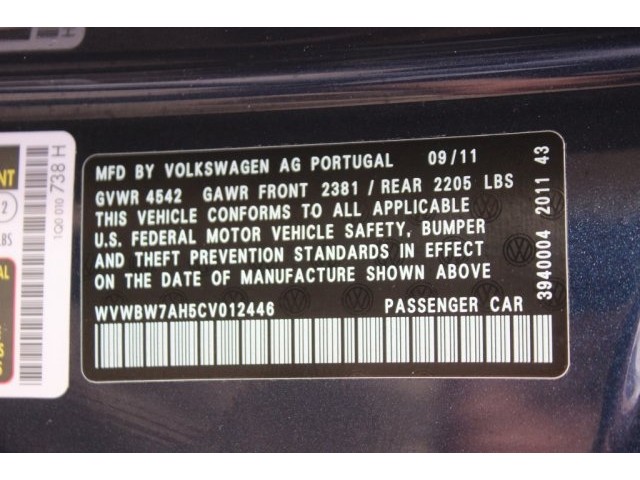 MFD BY VOLKSWAGEN AG PORTUGAL 09/11
GVWR 4542 GAWR FRONT 2381 / REAR 2205 LBS
THIS VEHICLE CONFORMS TO ALL APPLICABLE
U.S. FEDERAL MOTOR VEHICLE SAFETY, BUMPER
AND THEFT PREVENTION STANDARDS IN EFFECT
ON THE DATE OF MANUFACTURE SHOWN ABOVE
WVWBW7AH5CV012446 PASSENGER CAR
3940004 2011 43
1Q0 010 738 H
2
LBS
H